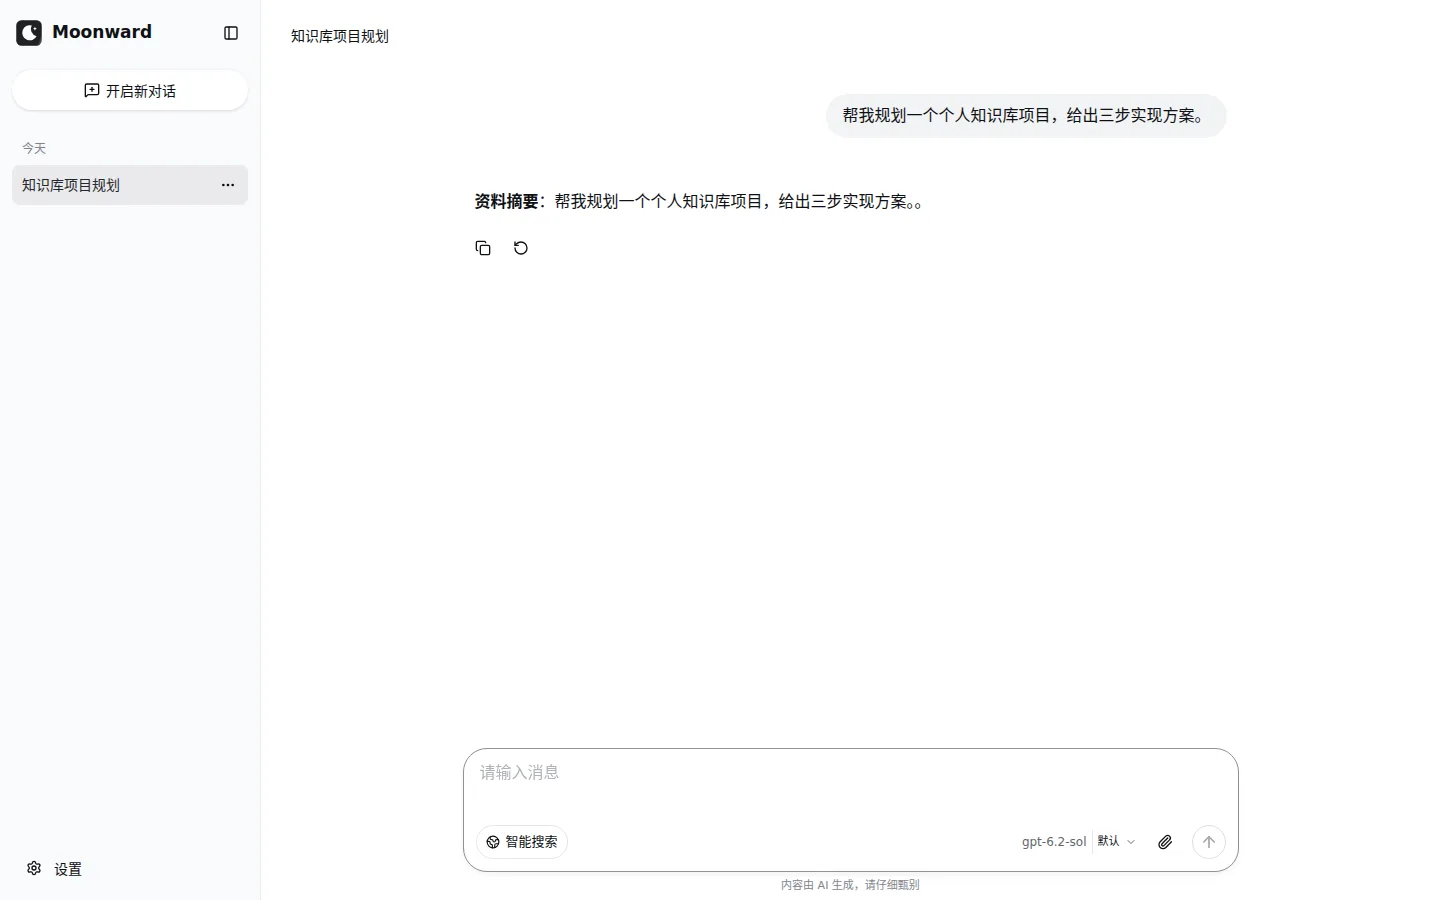 Moonward
开启新对话
今天
知识库项目规划
设置
知识库项目规划
帮我规划一个个人知识库项目，给出三步实现方案。
资料摘要：帮我规划一个个人知识库项目，给出三步实现方案。。
请输入消息
智能搜索
gpt-6.2-sol 默认
内容由 AI 生成，请仔细甄别